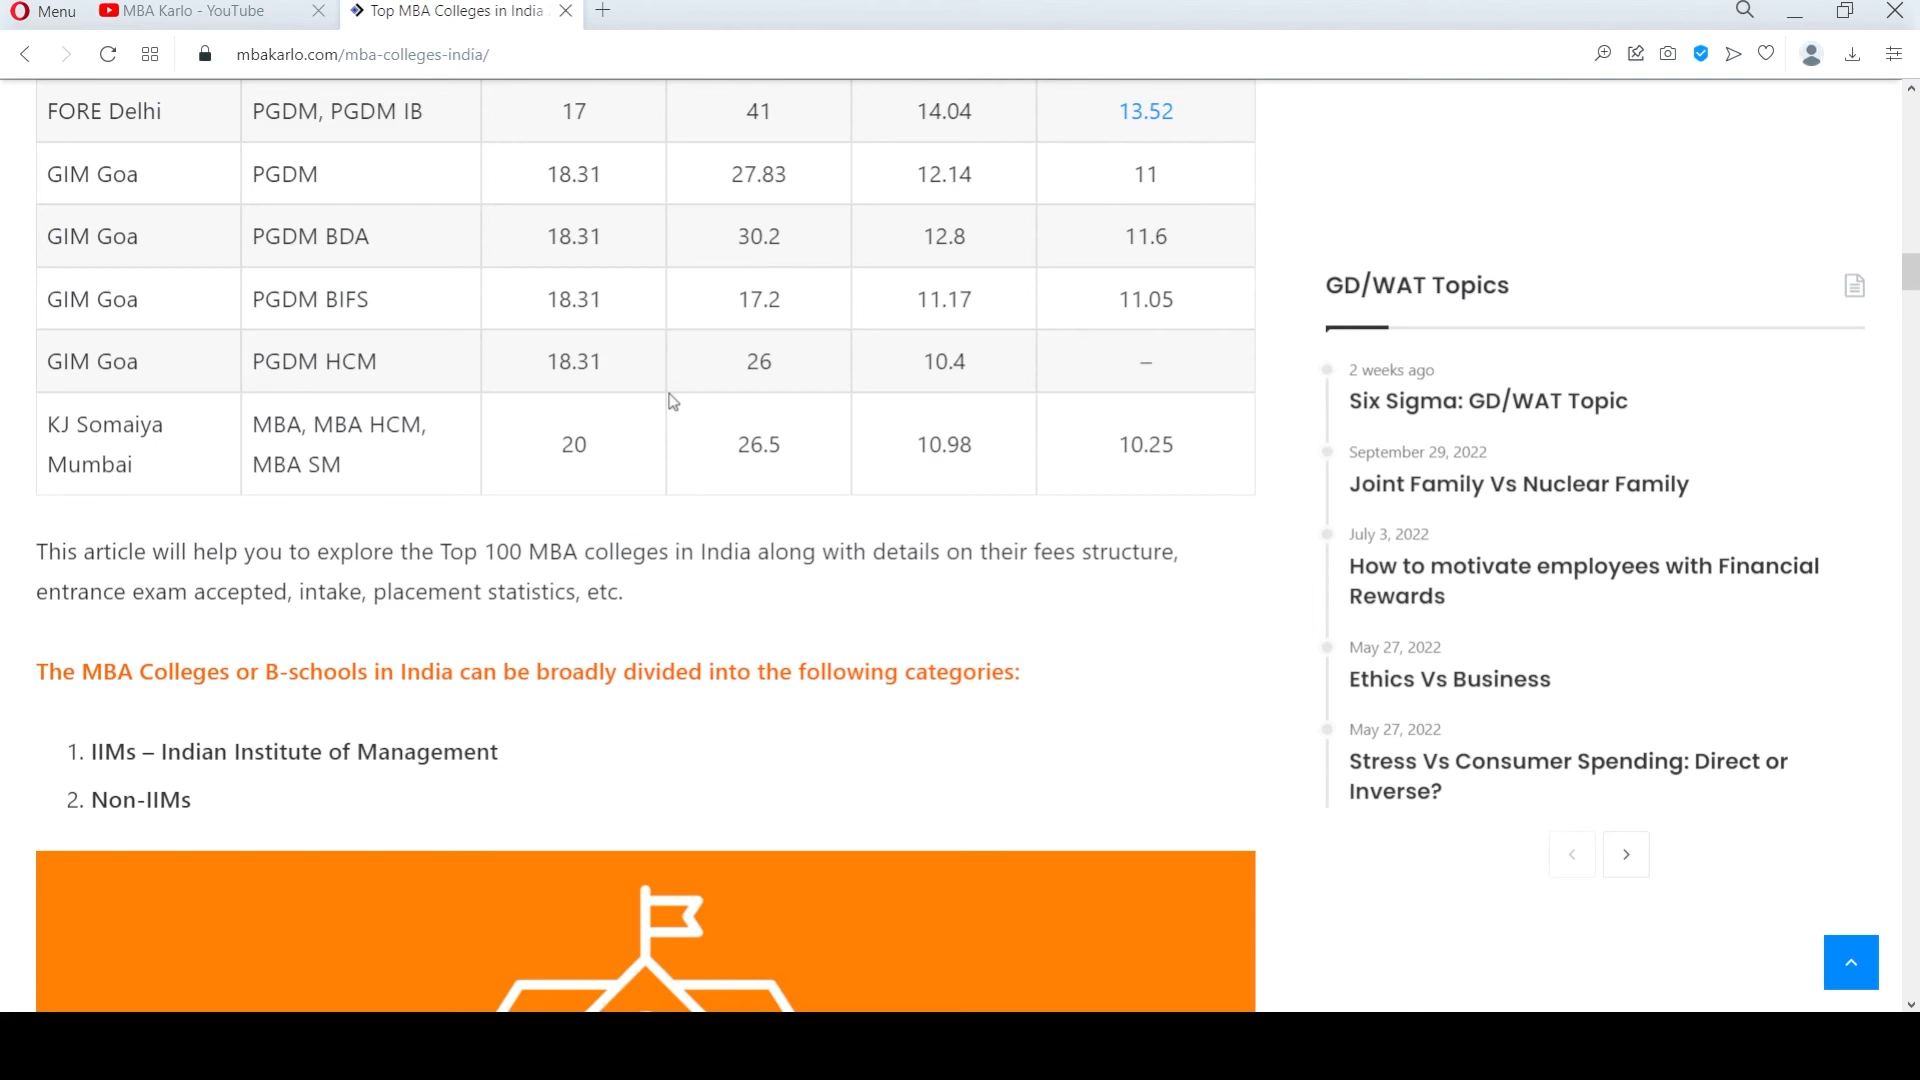 Menu
MBA Karlo - YouTube
Top MBA Colleges in India
mbakarlo.com/mba-colleges-india/
FORE Delhi PGDM, PGDM IB 17 41 14.04 13.52
GIM Goa PGDM 18.31 27.83 12.14 11
GIM Goa PGDM BDA 18.31 30.2 12.8 11.6
GIM Goa PGDM BIFS 18.31 17.2 11.17 11.05
GIM Goa PGDM HCM 18.31 26 10.4 –
KJ Somaiya MBA, MBA HCM,
Mumbai MBA SM 20 26.5 10.98 10.25
This article will help you to explore the Top 100 MBA colleges in India along with details on their fees structure,
entrance exam accepted, intake, placement statistics, etc.
The MBA Colleges or B-schools in India can be broadly divided into the following categories:
1. IIMs – Indian Institute of Management
2. Non-IIMs
GD/WAT Topics
2 weeks ago
Six Sigma: GD/WAT Topic
September 29, 2022
Joint Family Vs Nuclear Family
July 3, 2022
How to motivate employees with Financial
Rewards
May 27, 2022
Ethics Vs Business
May 27, 2022
Stress Vs Consumer Spending: Direct or
Inverse?